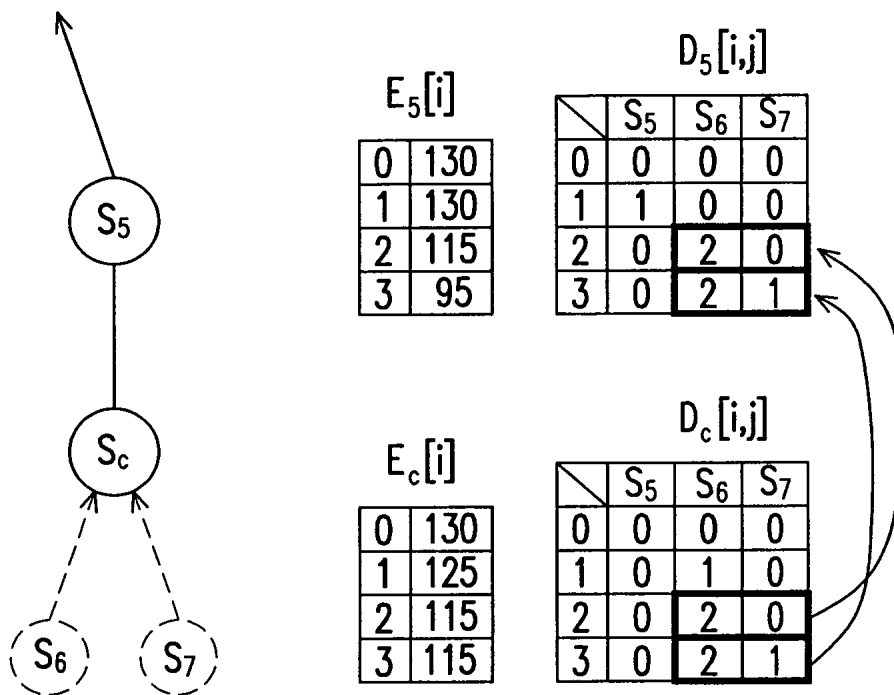 E5[i]
D5[i,j]
S5 S6 S7
0 130
1 130
2 115
3 95
0 0 0 0
1 1 0 0
2 0 2 0
3 0 2 1
S5
Sc
S6
S7
Ec[i]
Dc[i,j]
S5 S6 S7
0 130
1 125
2 115
3 115
0 0 0 0
1 0 1 0
2 0 2 0
3 0 2 1